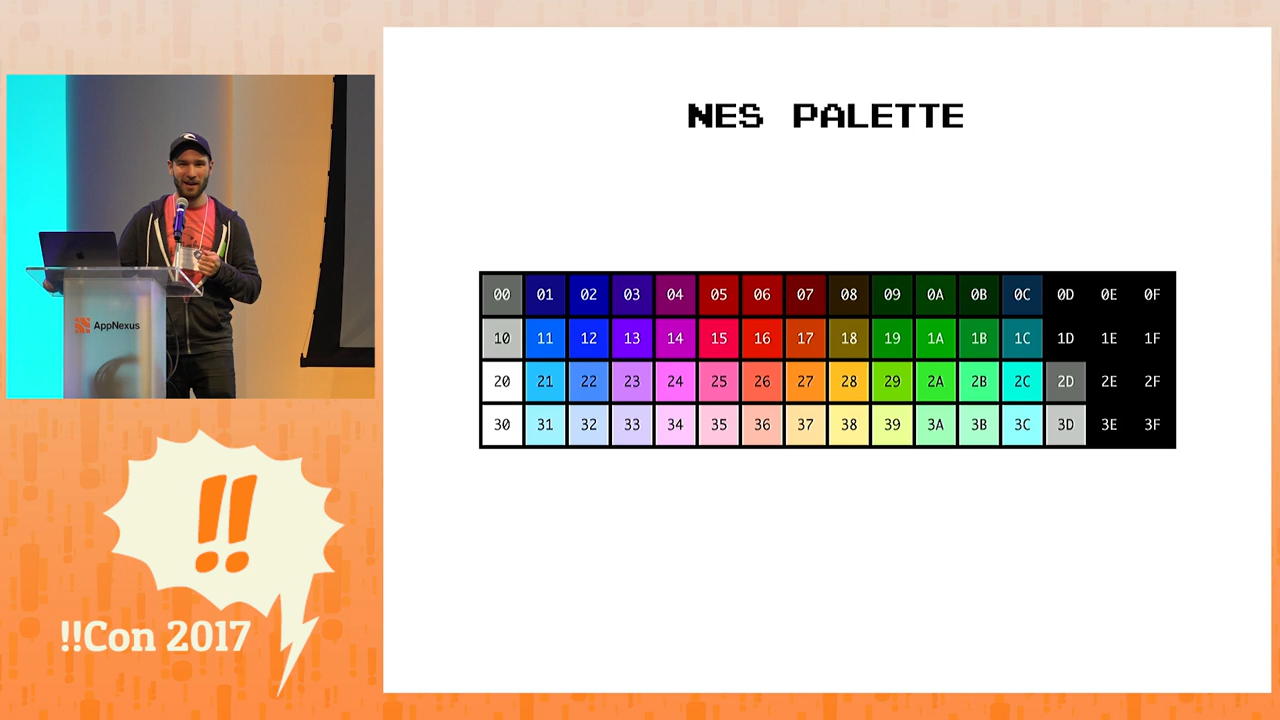 NES PALETTE
00 01 02 03 04 05 06 07 08 09 0A 0B 0C 0D 0E 0F
10 11 12 13 14 15 16 17 18 19 1A 1B 1C 1D 1E 1F
20 21 22 23 24 25 26 27 28 29 2A 2B 2C 2D 2E 2F
30 31 32 33 34 35 36 37 38 39 3A 3B 3C 3D 3E 3F
AppNexus
!!
!!Con 2017